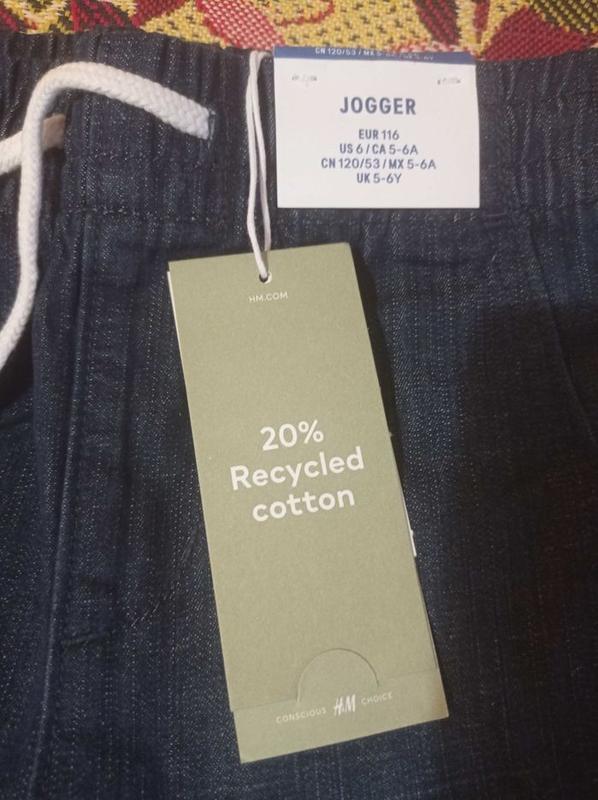 JOGGER
EUR 116
US 6 / CA 5-6A
CN 120/53 / MX 5-6A
UK 5-6Y
HM.COM
20%
Recycled
cotton
CONSCIOUS H&M CHOICE